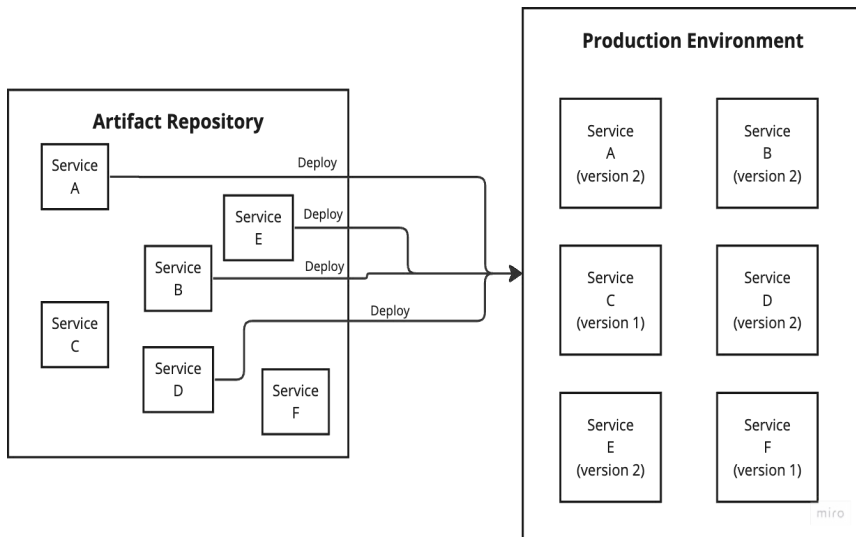 Production Environment
Artifact Repository
Service
A
Deploy
Service
E
Deploy
Service
B
Deploy
Service
C
Service
D
Deploy
Service
F
Service
A
(version 2)
Service
B
(version 2)
Service
C
(version 1)
Service
D
(version 2)
Service
E
(version 2)
Service
F
(version 1)
miro